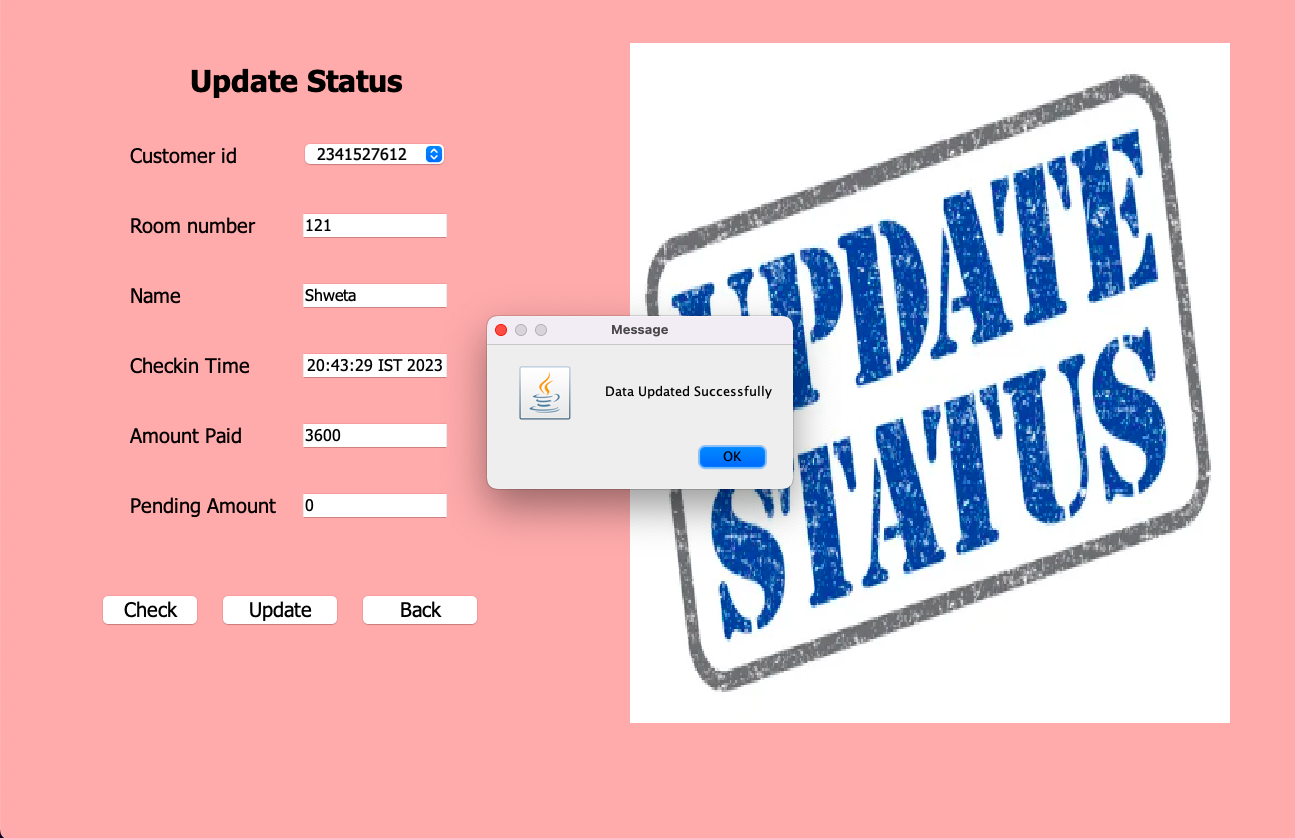 Update Status
Customer id 2341527612
Room number 121
Name Shweta
Checkin Time 20:43:29 IST 2023
Amount Paid 3600
Pending Amount 0
Check Update Back
Message
Data Updated Successfully
OK
UPDATE
STATUS